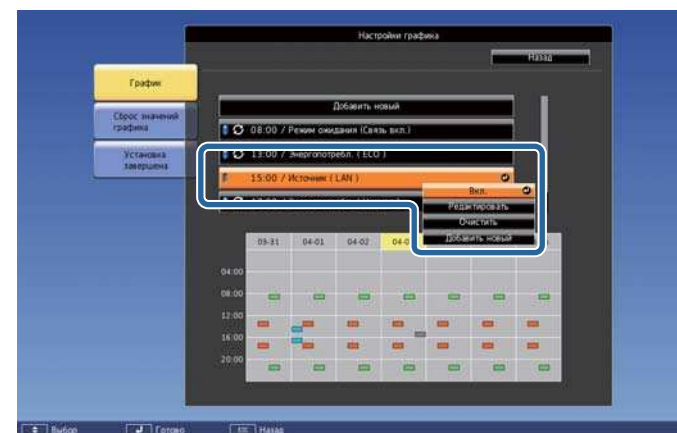 Настройки графика
Назад
График
Сброс значений
графика
Установка
завершена
Добавить новый
08:00 / Режим ожидания (Связь вкл.)
13:00 / Энергопотребл. ( ECO )
15:00 / Источник ( LAN )
Вкл.
Редактировать
Очистить
Добавить новый
03-31 04-01 04-02
04:00
08:00
12:00
16:00
20:00
Выбор Готово Esc Назад